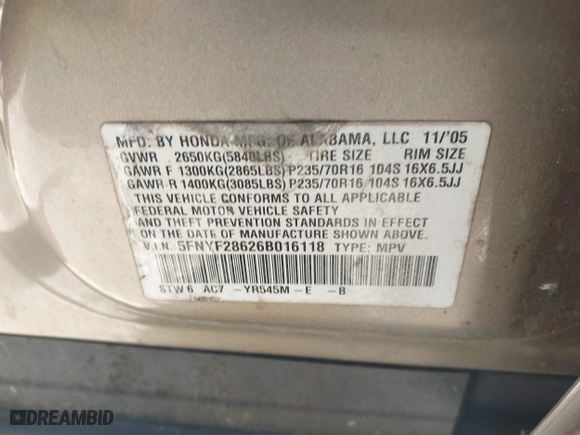 MFD. BY HONDA MFG. OF ALABAMA, LLC 11/'05
GVWR 2650KG(5840LBS) TIRE SIZE RIM SIZE
GAWR F 1300KG(2865LBS)P235/70R16 104S 16X6.5JJ
GAWR-R 1400KG(3085LBS)P235/70R16 104S 16X6.5JJ
THIS VEHICLE CONFORMS TO ALL APPLICABLE
FEDERAL MOTOR VEHICLE SAFETY
AND THEFT PREVENTION STANDARDS IN EFFECT
ON THE DATE OF MANUFACTURE SHOWN ABOVE.
V.I.N. 5FNYF28626B016118 TYPE: MPV
STW 6 AC7 -YR545M -E -B
DREAMBID